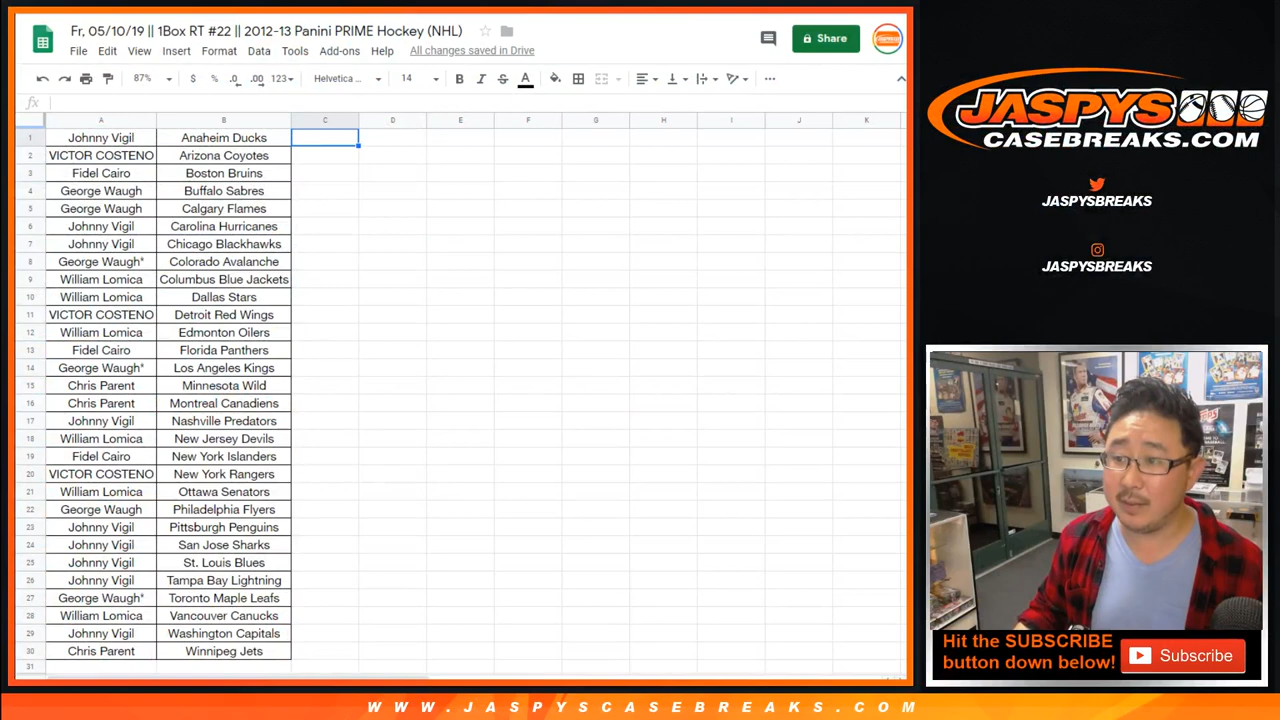 Fr, 05/10/19 || 1Box RT #22 || 2012-13 Panini PRIME Hockey (NHL)
File Edit View Insert Format Data Tools Add-ons Help All changes saved in Drive
Share
87% $ % .0 .00 123 Helvetica ... 14 B I S A
fx
A B C D E F G H I J K
1 Johnny Vigil Anaheim Ducks
2 VICTOR COSTENO Arizona Coyotes
3 Fidel Cairo Boston Bruins
4 George Waugh Buffalo Sabres
5 George Waugh Calgary Flames
6 Johnny Vigil Carolina Hurricanes
7 Johnny Vigil Chicago Blackhawks
8 George Waugh* Colorado Avalanche
9 William Lomica Columbus Blue Jackets
10 William Lomica Dallas Stars
11 VICTOR COSTENO Detroit Red Wings
12 William Lomica Edmonton Oilers
13 Fidel Cairo Florida Panthers
14 George Waugh* Los Angeles Kings
15 Chris Parent Minnesota Wild
16 Chris Parent Montreal Canadiens
17 Johnny Vigil Nashville Predators
18 William Lomica New Jersey Devils
19 Fidel Cairo New York Islanders
20 VICTOR COSTENO New York Rangers
21 William Lomica Ottawa Senators
22 George Waugh Philadelphia Flyers
23 Johnny Vigil Pittsburgh Penguins
24 Johnny Vigil San Jose Sharks
25 Johnny Vigil St. Louis Blues
26 Johnny Vigil Tampa Bay Lightning
27 George Waugh* Toronto Maple Leafs
28 William Lomica Vancouver Canucks
29 Johnny Vigil Washington Capitals
30 Chris Parent Winnipeg Jets
31
JASPYS
CASEBREAKS.COM
JASPYSBREAKS
JASPYSBREAKS
Hit the SUBSCRIBE
button down below!
Subscribe
WWW.JASPYSCASEBREAKS.COM